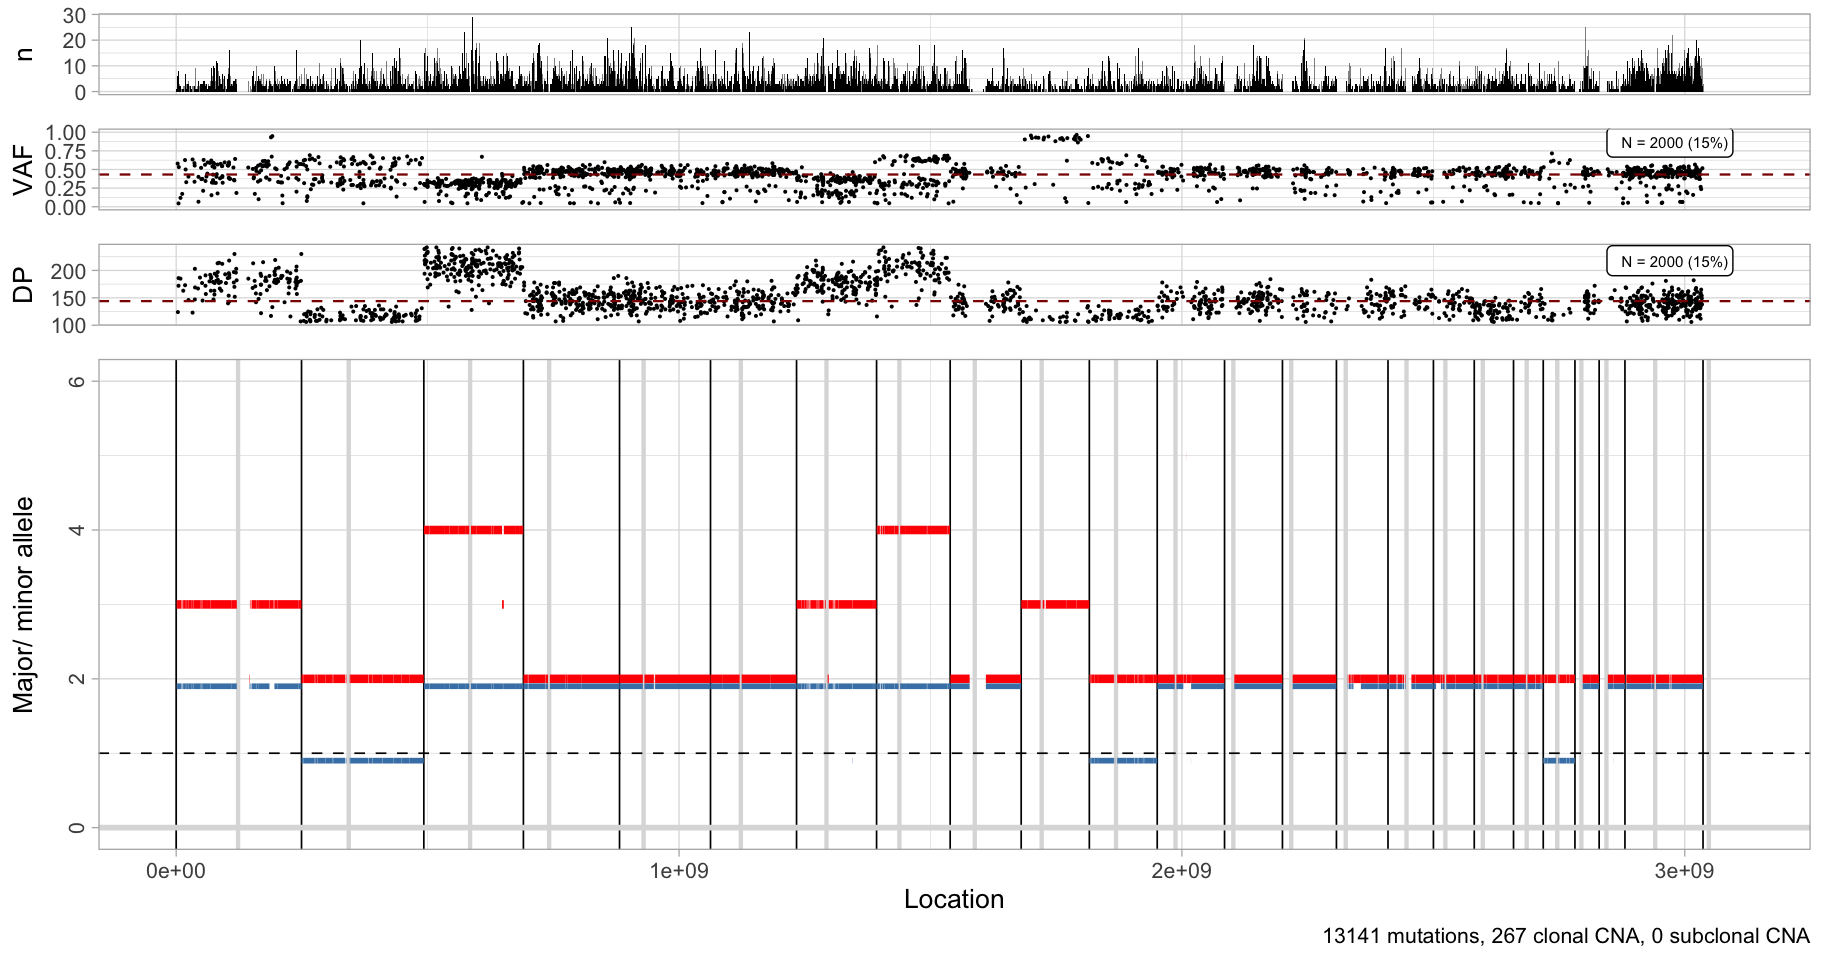 n
30
20
10
0
VAF
1.00
0.75
0.50
0.25
0.00
N = 2000 (15%)
DP
200
150
100
N = 2000 (15%)
Major/ minor allele
6
4
2
0
0e+00 1e+09 2e+09 3e+09
Location
13141 mutations, 267 clonal CNA, 0 subclonal CNA